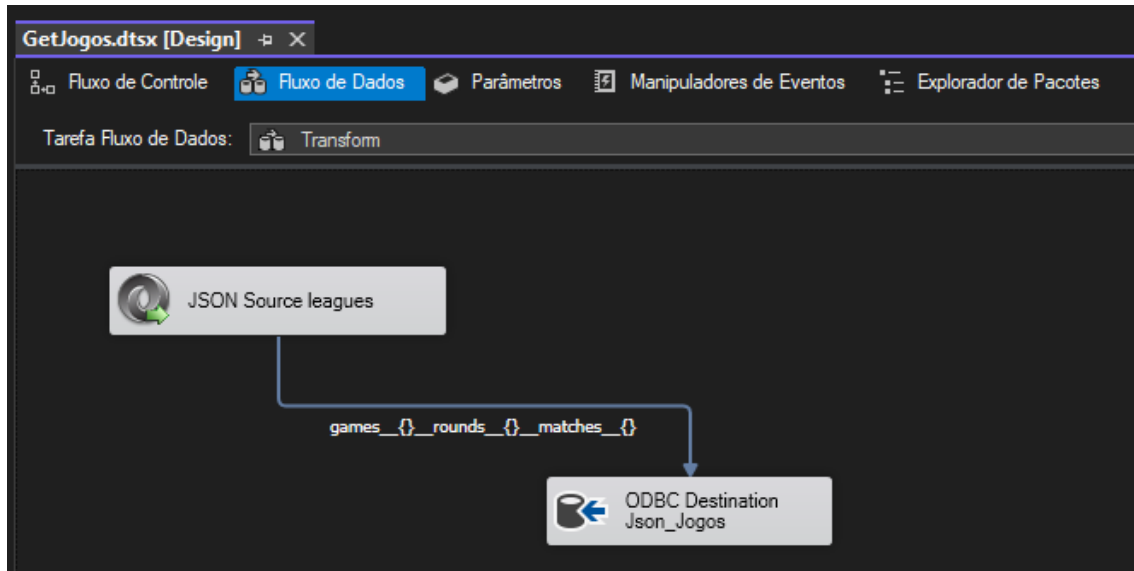 GetJogos.dtsx [Design]
Fluxo de Controle Fluxo de Dados Parâmetros Manipuladores de Eventos Explorador de Pacotes
Tarefa Fluxo de Dados: Transform
JSON Source leagues
games__{}__rounds__{}__matches__{}
ODBC Destination
Json_Jogos